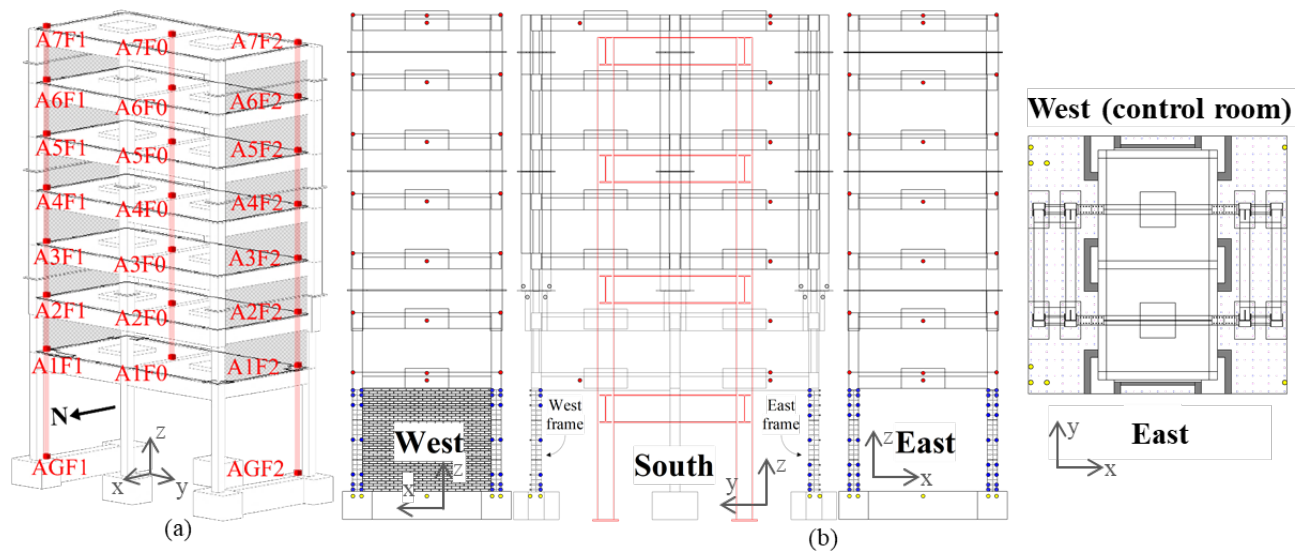 A7F1
A7F0
A7F2
A6F1
A6F0
A6F2
A5F1
A5F0
A5F2
A4F1
A4F0
A4F2
A3F1
A3F0
A3F2
A2F1
A2F0
A2F2
A1F1
A1F0
A1F2
N
AGF1
AGF2
z
x
y
(a)
West
z
x
West
frame
South
z
y
East
frame
East
z
x
(b)
West (control room)
y
x
East